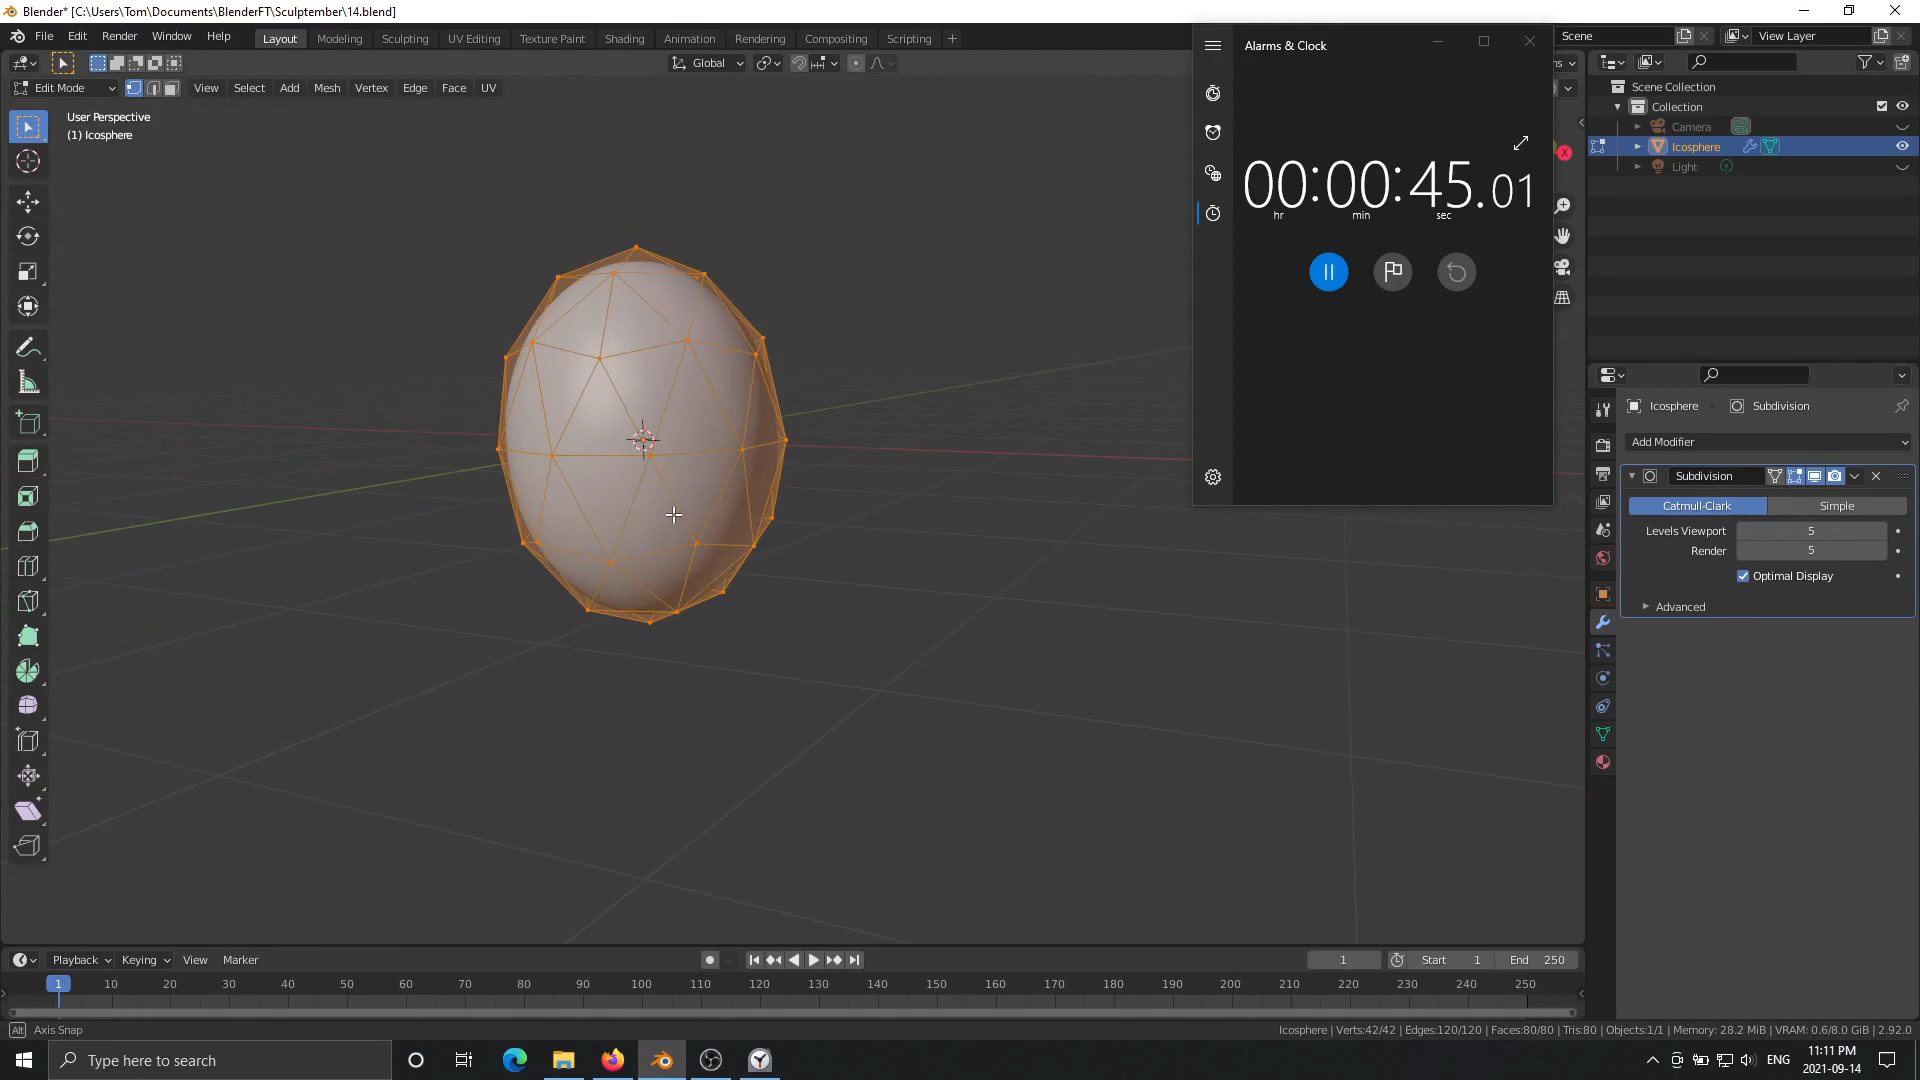 Blender* [C:\Users\Tom\Documents\BlenderFT\Sculptember\14.blend]
File Edit Render Window Help
Layout Modeling Sculpting UV Editing Texture Paint Shading Animation Rendering Compositing Scripting +
Scene
View Layer
Global
Edit Mode View Select Add Mesh Vertex Edge Face UV
User Perspective
(1) Icosphere
Alarms & Clock
00:00:45.01
hr min sec
X
Scene Collection
Collection
Camera
Icosphere
Light
Icosphere Subdivision
Add Modifier
Subdivision
Catmull-Clark Simple
Levels Viewport 5
Render 5
Optimal Display
Advanced
Playback Keying View Marker
1 Start 1 End 250
1 10 20 30 40 50 60 70 80 90 100 110 120 130 140 150 160 170 180 190 200 210 220 230 240 250
Alt Axis Snap
Icosphere | Verts:42/42 | Edges:120/120 | Faces:80/80 | Tris:80 | Objects:1/1 | Memory: 28.2 MiB | VRAM: 0.6/8.0 GiB | 2.92.0
Type here to search
ENG
11:11 PM
2021-09-14